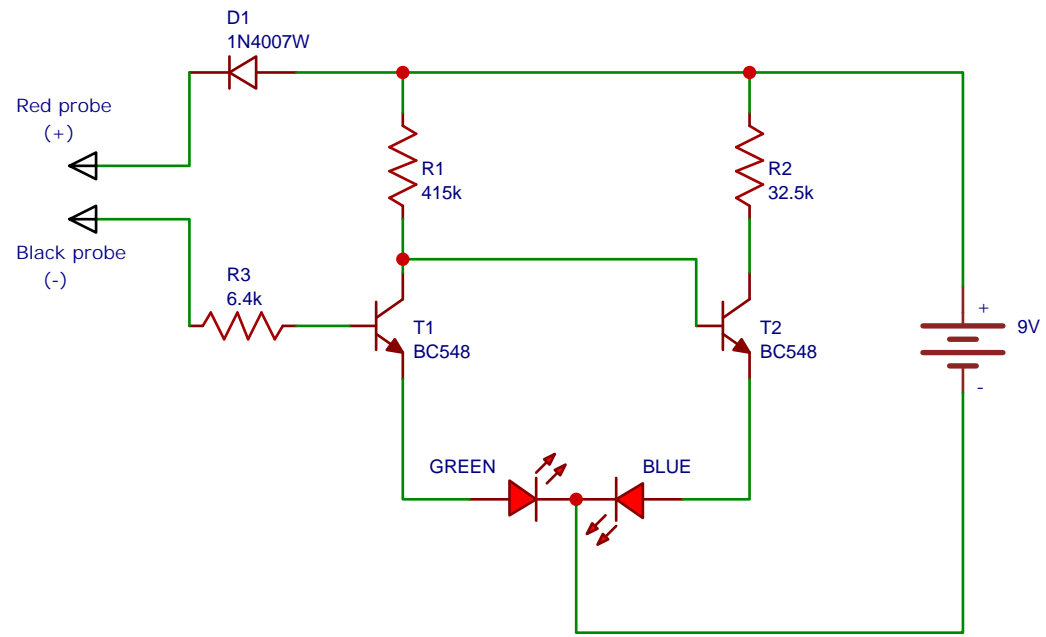 D1
1N4007W
Red probe
(+)
R1
415k
R2
32.5k
Black probe
(-)
R3
6.4k
T1
BC548
T2
BC548
+
9V
-
GREEN
BLUE